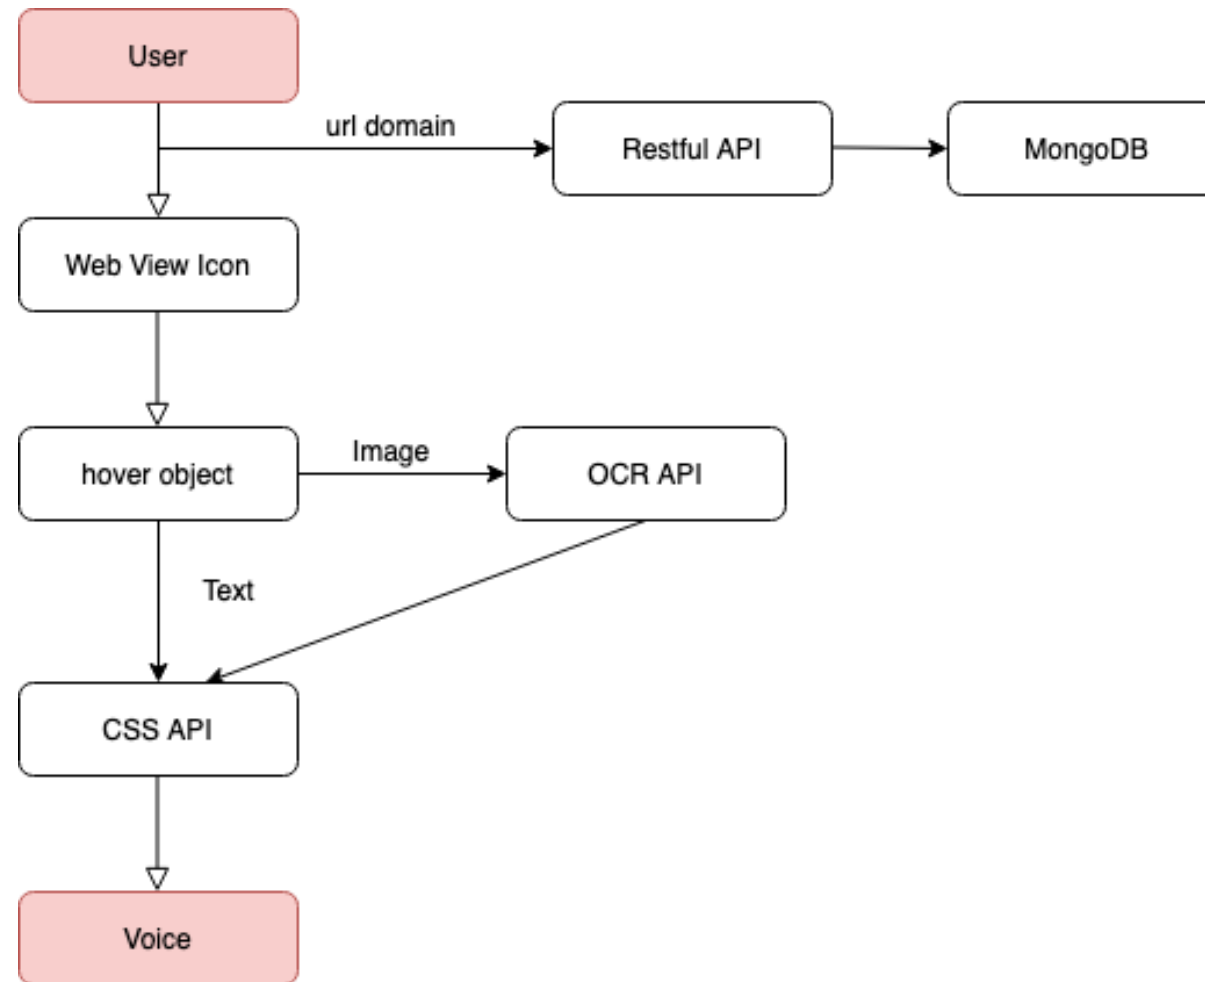 User
url domain
Restful API
MongoDB
Web View Icon
hover object
Image
OCR API
Text
CSS API
Voice